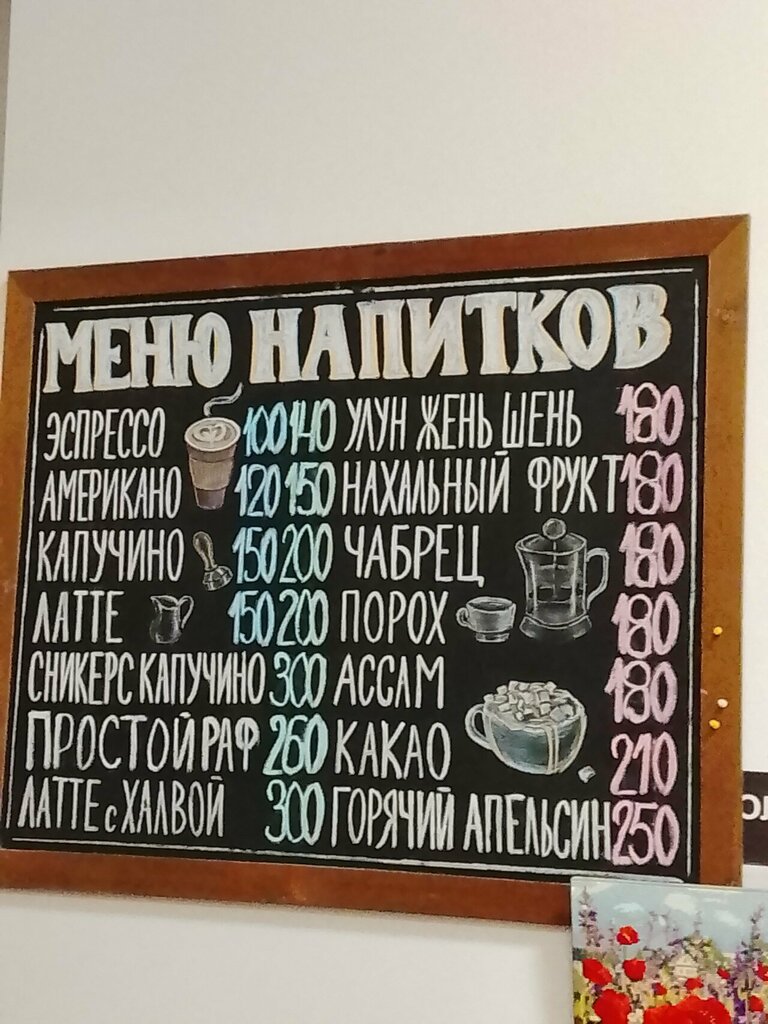 МЕНЮ НАПИТКОВ
ЭСПРЕССО 100 140
АМЕРИКАНО 120 150
КАПУЧИНО 150 200
ЛАТТЕ 150 200
СНИКЕРС КАПУЧИНО 300
ПРОСТОЙ РАФ 260
ЛАТТЕ с ХАЛВОЙ 300
УЛУН ЖЕНЬ ШЕНЬ 180
НАХАЛЬНЫЙ ФРУКТ 180
ЧАБРЕЦ 180
ПОРОХ 180
АССАМ 180
КАКАО 210
ГОРЯЧИЙ АПЕЛЬСИН 250